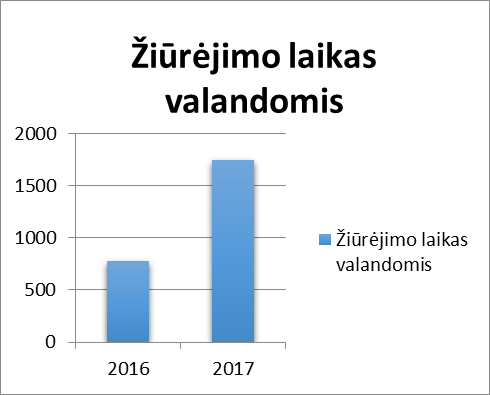 Žiūrėjimo laikas
valandomis
2000
1500
1000
500
0
2016 2017
Žiūrėjimo laikas
valandomis